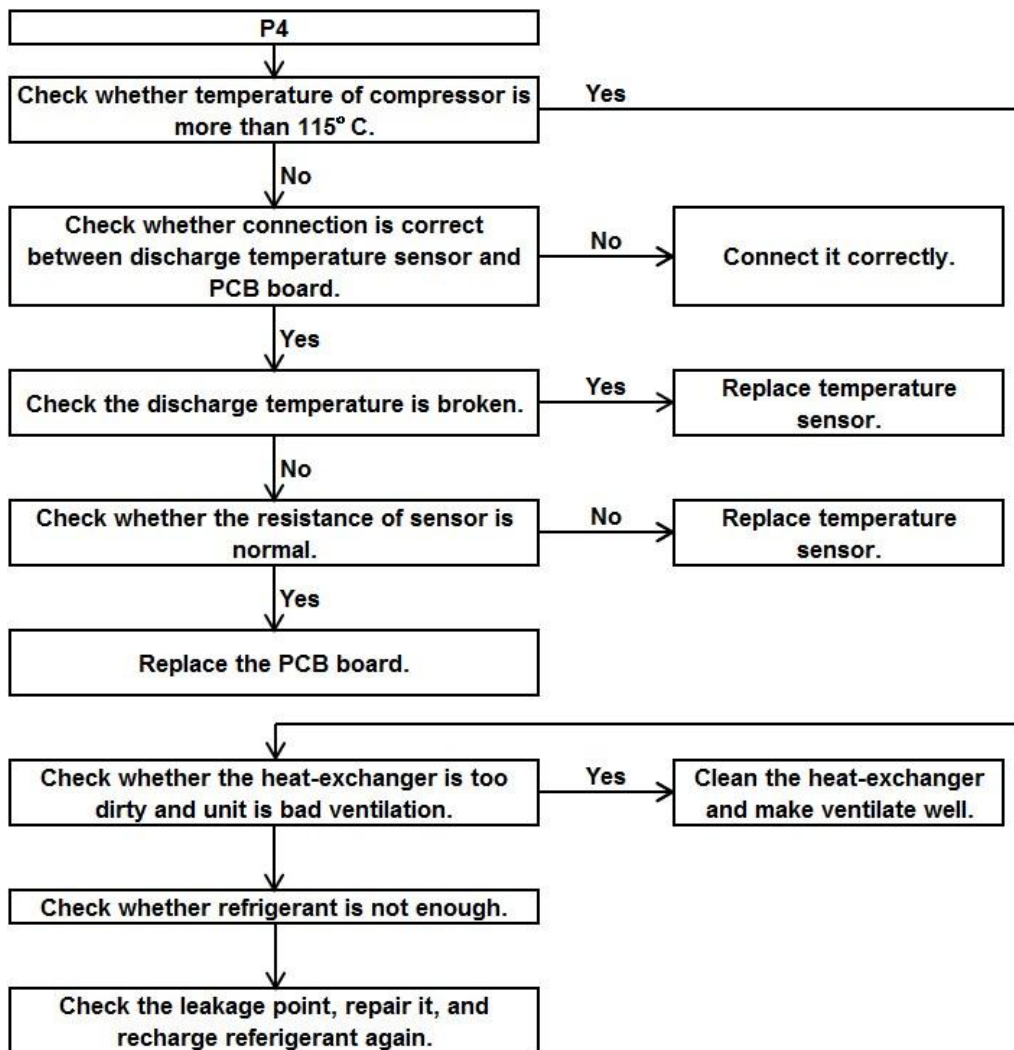 P4
Check whether temperature of compressor is
more than 115° C.
Yes
No
Check whether connection is correct
between discharge temperature sensor and
PCB board.
No
Connect it correctly.
Yes
Check the discharge temperature is broken.
Yes
Replace temperature
sensor.
No
Check whether the resistance of sensor is
normal.
No
Replace temperature
sensor.
Yes
Replace the PCB board.
Check whether the heat-exchanger is too
dirty and unit is bad ventilation.
Yes
Clean the heat-exchanger
and make ventilate well.
Check whether refrigerant is not enough.
Check the leakage point, repair it, and
recharge referigerant again.